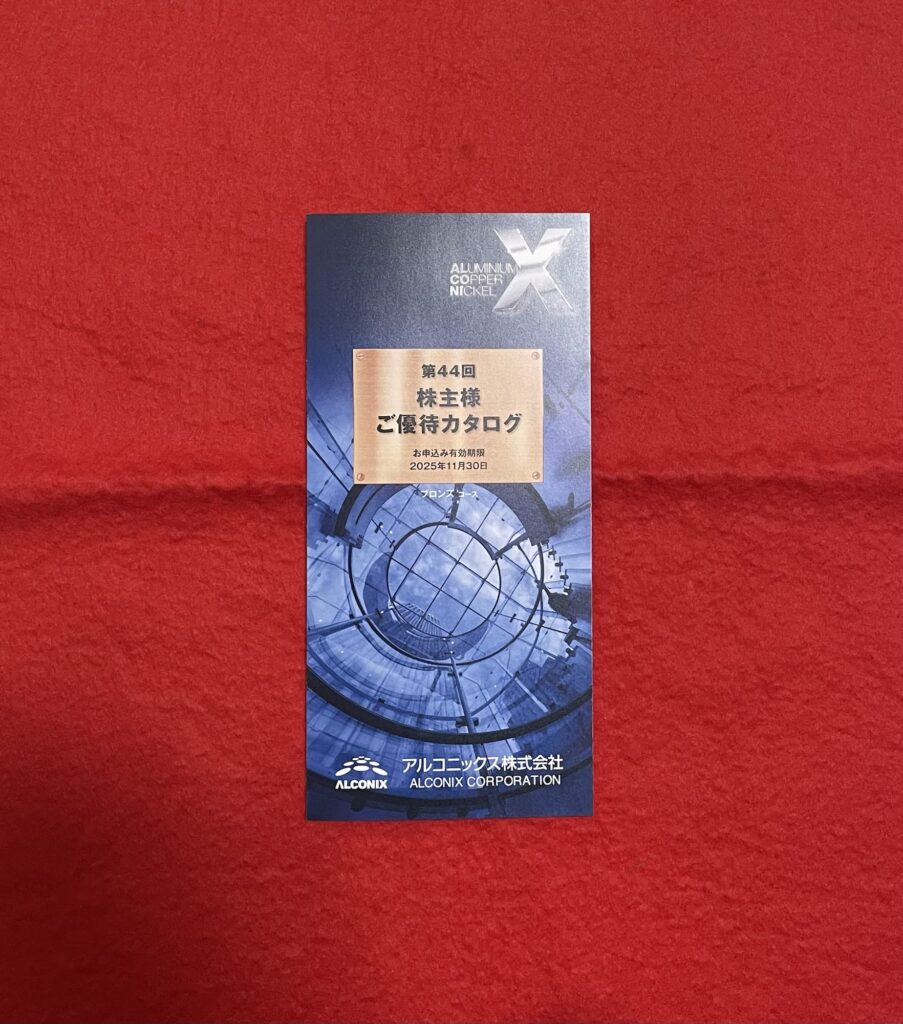 ALUMINIUM
COPPER
NICKEL
X
第44回
株主様
ご優待カタログ
お申込み有効期限
2025年11月30日
ブロンズ コース
ALCONIX
アルコニックス株式会社
ALCONIX CORPORATION